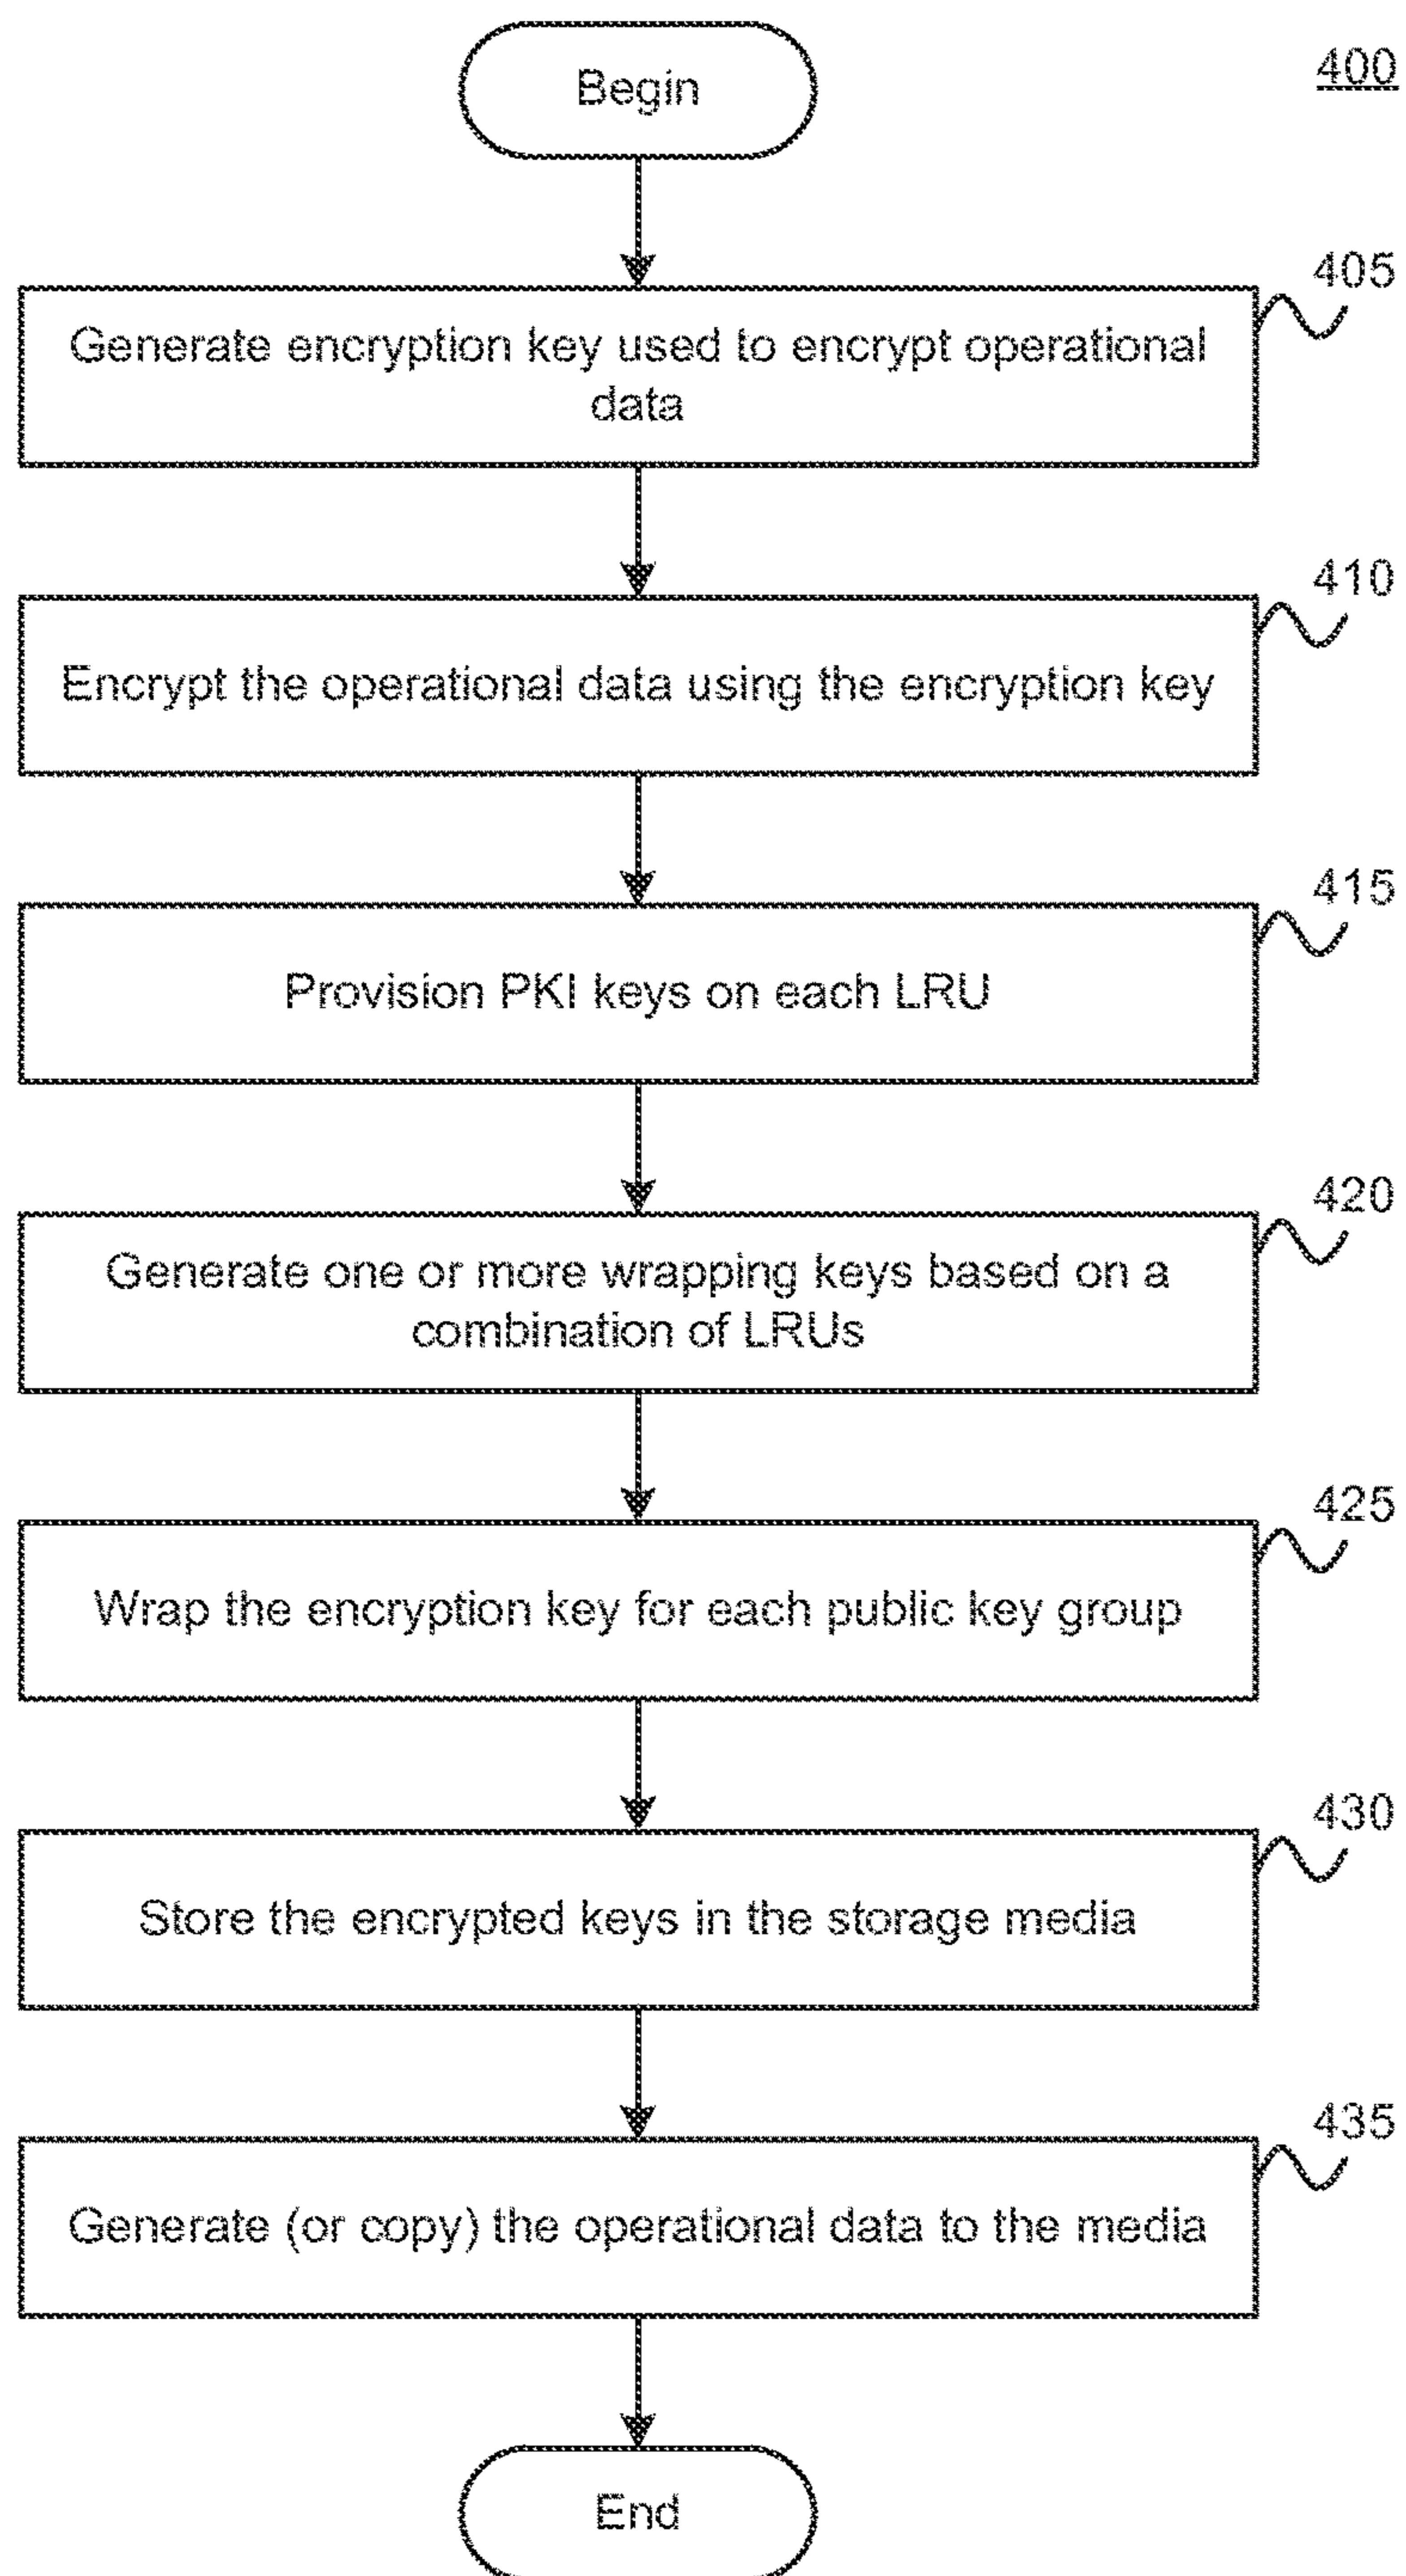 Begin
400
405
Generate encryption key used to encrypt operational
data
410
Encrypt the operational data using the encryption key
415
Provision PKI keys on each LRU
420
Generate one or more wrapping keys based on a
combination of LRUs
425
Wrap the encryption key for each public key group
430
Store the encrypted keys in the storage media
435
Generate (or copy) the operational data to the media
End